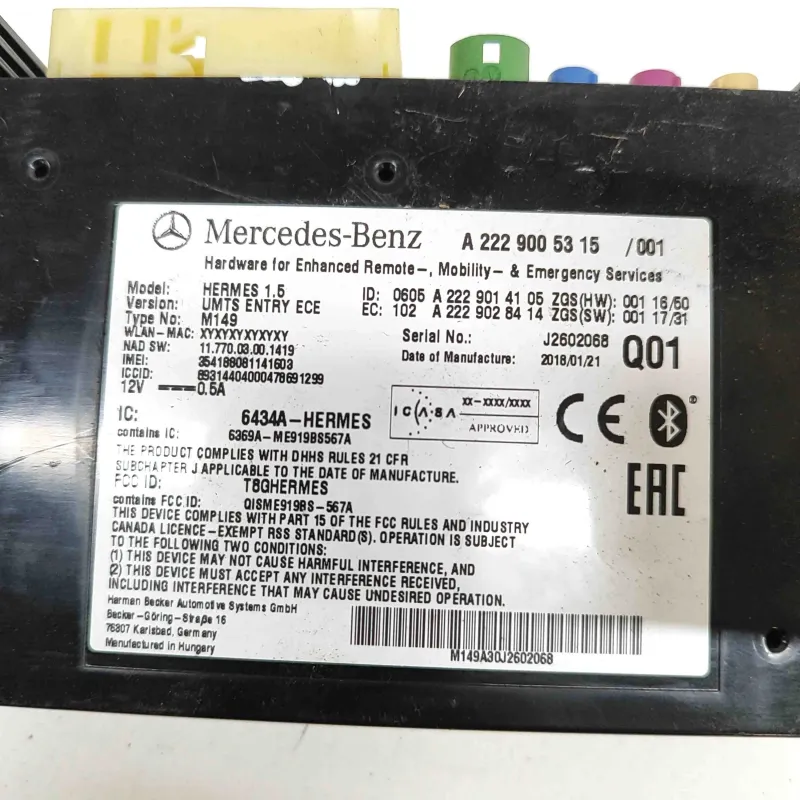 Mercedes-Benz A 222 900 53 15 /001
Hardware for Enhanced Remote-, Mobility- & Emergency Services
Model: HERMES 1.5 ID: 0605 A 222 901 41 05 ZGS(HW): 001 16/50
Version: UMTS ENTRY ECE EC: 102 A 222 902 84 14 ZGS(SW): 001 17/31
Type No: M149
WLAN-MAC: XYXYXYXYXYXY Serial No.: J2602068
NAD SW: 11.770.03.00.1419 Date of Manufacture: 2018/01/21 Q01
IMEI: 354188081141603
ICCID: 89314404000478691299
12V 0.5A
IC: 6434A-HERMES
contains IC: 6369A-ME919BS567A
ICASA xx-xxxx/xxxx
APPROVED
CE
THE PRODUCT COMPLIES WITH DHHS RULES 21 CFR
SUBCHAPTER J APPLICABLE TO THE DATE OF MANUFACTURE.
FCC ID: T8GHERMES
contains FCC ID: QISME919BS-567A
EAC
THIS DEVICE COMPLIES WITH PART 15 OF THE FCC RULES AND INDUSTRY
CANADA LICENCE-EXEMPT RSS STANDARD(S). OPERATION IS SUBJECT
TO THE FOLLOWING TWO CONDITIONS:
(1) THIS DEVICE MAY NOT CAUSE HARMFUL INTERFERENCE, AND
(2) THIS DEVICE MUST ACCEPT ANY INTERFERENCE RECEIVED,
INCLUDING INTERFERENCE THAT MAY CAUSE UNDESIRED OPERATION.
Harman Becker Automotive Systems GmbH
Becker-Göring-Straße 16
76307 Karlsbad, Germany
Manufactured in Hungary
M149A30J2602068